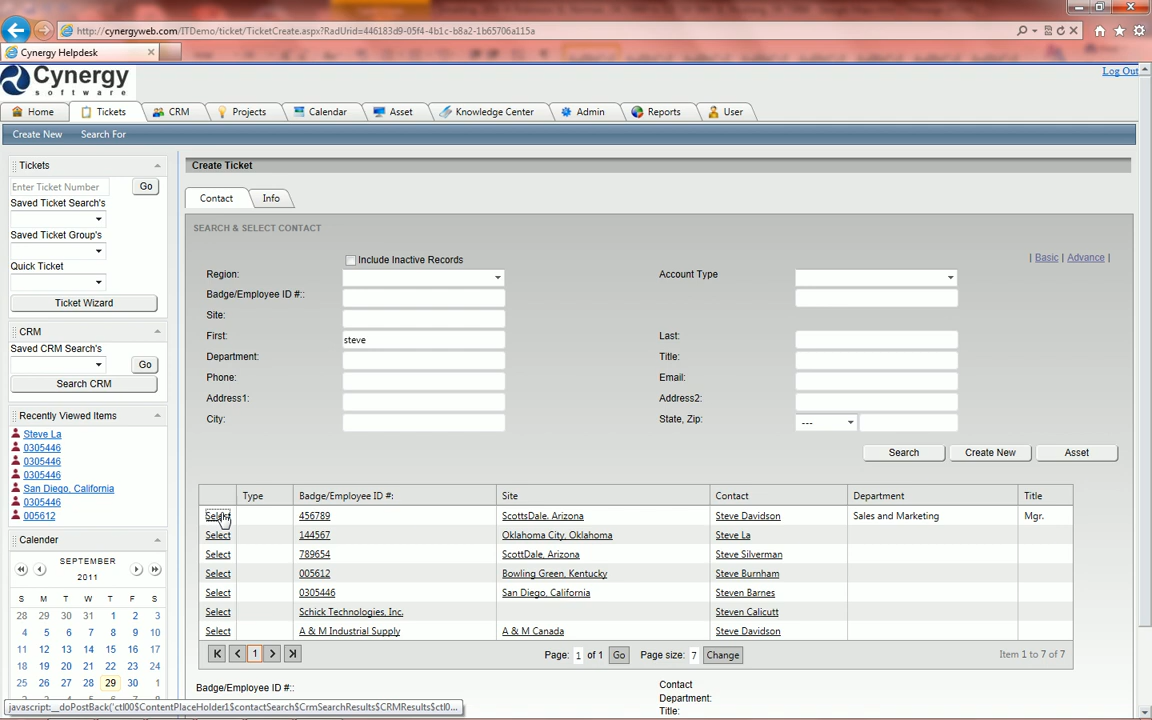 http://cynergyweb.com/ITDemo/ticket/TicketCreate.aspx?RadUrid=446183d9-05f4-4b1c-b8a2-1b65706a115a
Cynergy Helpdesk
Cynergy
software
Log Out
Home Tickets CRM Projects Calendar Asset Knowledge Center Admin Reports User
Create New Search For
Tickets
Enter Ticket Number Go
Saved Ticket Search's
Saved Ticket Group's
Quick Ticket
Ticket Wizard
CRM
Saved CRM Search's
Go
Search CRM
Recently Viewed Items
Steve La
0305446
0305446
0305446
San Diego, California
0305446
005612
Calender
SEPTEMBER
2011
S M T W T F S
28 29 30 31 1 2 3
4 5 6 7 8 9 10
11 12 13 14 15 16 17
18 19 20 21 22 23 24
25 26 27 28 29 30 1
Create Ticket
Contact Info
SEARCH & SELECT CONTACT
| Basic | Advance |
Include Inactive Records
Region: Account Type
Badge/Employee ID #::
Site:
First: steve Last:
Department: Title:
Phone: Email:
Address1: Address2:
City: State, Zip: ---
Search Create New Asset
Type Badge/Employee ID #: Site Contact Department Title
Select 456789 ScottsDale, Arizona Steve Davidson Sales and Marketing Mgr.
Select 144567 Oklahoma City, Oklahoma Steve La
Select 789654 ScottDale, Arizona Steve Silverman
Select 005612 Bowling Green, Kentucky Steve Burnham
Select 0305446 San Diego, California Steven Barnes
Select Schick Technologies, Inc. Steven Calicutt
Select A & M Industrial Supply A & M Canada Steve Davidson
1 Page: 1 of 1 Go Page size: 7 Change Item 1 to 7 of 7
Badge/Employee ID #:: Contact
Department:
Title:
javascript:__doPostBack('ctl00$ContentPlaceHolder1$contactSearch$CrmSearchResults$CRMResults$ctl0...